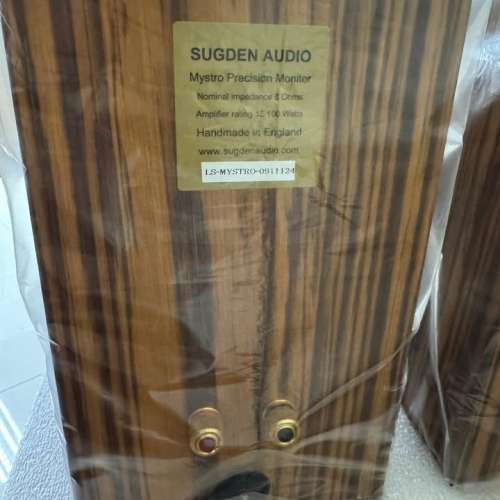 SUGDEN AUDIO
Mystro Precision Moniter
Nominal impedance 8 Ohms
Amplifier rating 15 100 Watts
Handmade in England
www.sugdenaudio.com
LS-MYSTRO-0911124